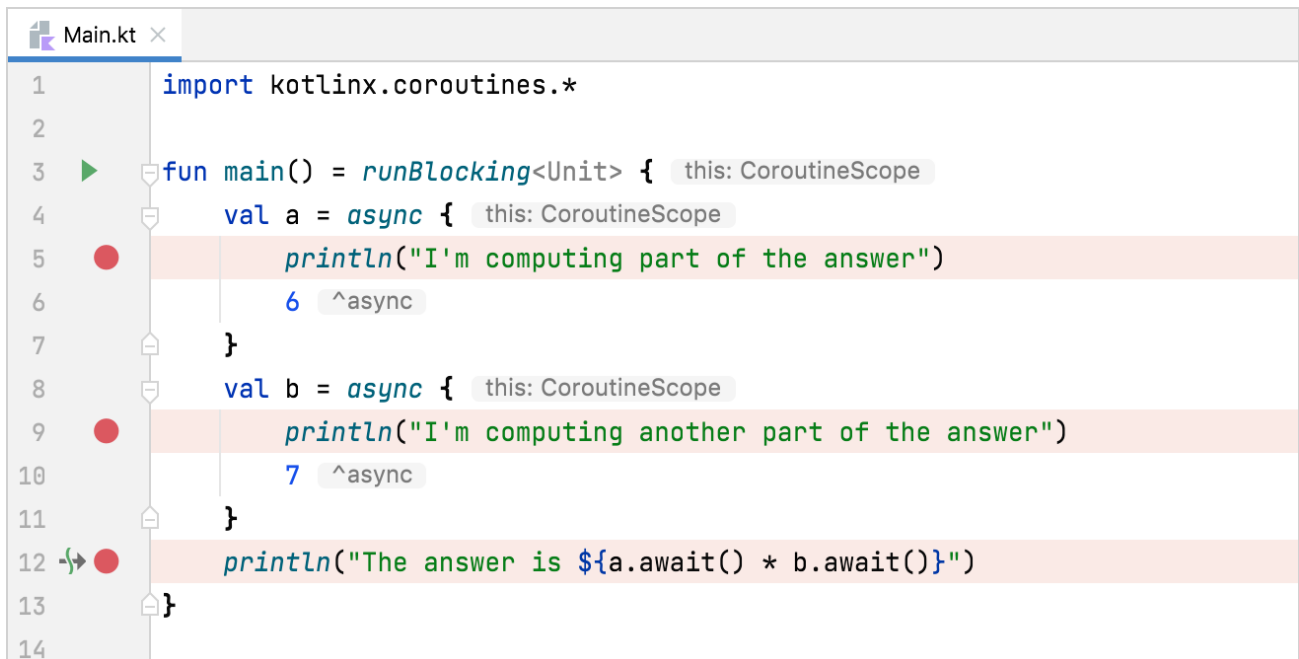 Main.kt
1 import kotlinx.coroutines.*
2
3 fun main() = runBlocking<Unit> { this: CoroutineScope
4 val a = async { this: CoroutineScope
5 println("I'm computing part of the answer")
6 6 ^async
7 }
8 val b = async { this: CoroutineScope
9 println("I'm computing another part of the answer")
10 7 ^async
11 }
12 println("The answer is ${a.await() * b.await()}")
13 }
14